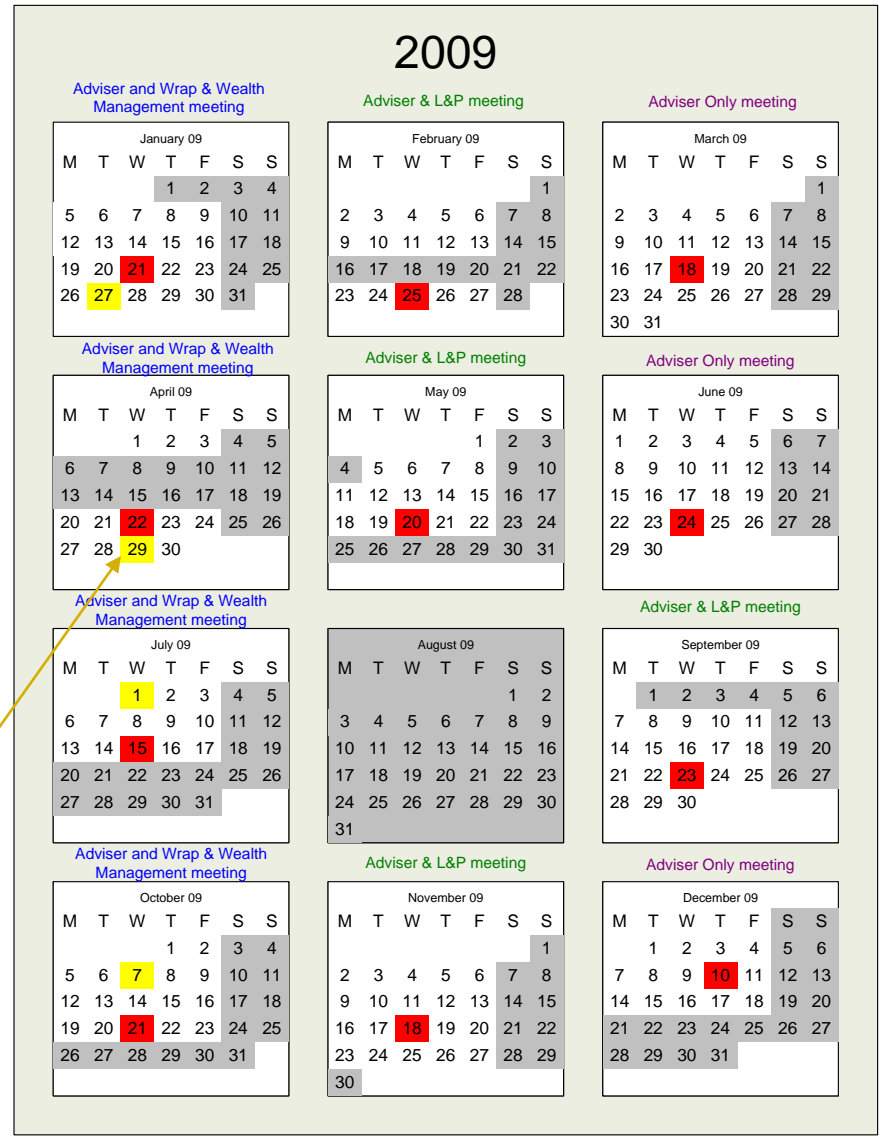 2009
Adviser and Wrap & Wealth
Management meeting
January 09
M T W T F S S
1 2 3 4
5 6 7 8 9 10 11
12 13 14 15 16 17 18
19 20 21 22 23 24 25
26 27 28 29 30 31
Adviser & L&P meeting
February 09
M T W T F S S
1
2 3 4 5 6 7 8
9 10 11 12 13 14 15
16 17 18 19 20 21 22
23 24 25 26 27 28
Adviser Only meeting
March 09
M T W T F S S
1
2 3 4 5 6 7 8
9 10 11 12 13 14 15
16 17 18 19 20 21 22
23 24 25 26 27 28 29
30 31
Adviser and Wrap & Wealth
Management meeting
April 09
M T W T F S S
1 2 3 4 5
6 7 8 9 10 11 12
13 14 15 16 17 18 19
20 21 22 23 24 25 26
27 28 29 30
Adviser & L&P meeting
May 09
M T W T F S S
1 2 3
4 5 6 7 8 9 10
11 12 13 14 15 16 17
18 19 20 21 22 23 24
25 26 27 28 29 30 31
Adviser Only meeting
June 09
M T W T F S S
1 2 3 4 5 6 7
8 9 10 11 12 13 14
15 16 17 18 19 20 21
22 23 24 25 26 27 28
29 30
Adviser and Wrap & Wealth
Management meeting
July 09
M T W T F S S
1 2 3 4 5
6 7 8 9 10 11 12
13 14 15 16 17 18 19
20 21 22 23 24 25 26
27 28 29 30 31
August 09
M T W T F S S
1 2
3 4 5 6 7 8 9
10 11 12 13 14 15 16
17 18 19 20 21 22 23
24 25 26 27 28 29 30
31
Adviser & L&P meeting
September 09
M T W T F S S
1 2 3 4 5 6
7 8 9 10 11 12 13
14 15 16 17 18 19 20
21 22 23 24 25 26 27
28 29 30
Adviser and Wrap & Wealth
Management meeting
October 09
M T W T F S S
1 2 3 4
5 6 7 8 9 10 11
12 13 14 15 16 17 18
19 20 21 22 23 24 25
26 27 28 29 30 31
Adviser & L&P meeting
November 09
M T W T F S S
1
2 3 4 5 6 7 8
9 10 11 12 13 14 15
16 17 18 19 20 21 22
23 24 25 26 27 28 29
30
Adviser Only meeting
December 09
M T W T F S S
1 2 3 4 5 6
7 8 9 10 11 12 13
14 15 16 17 18 19 20
21 22 23 24 25 26 27
28 29 30 31